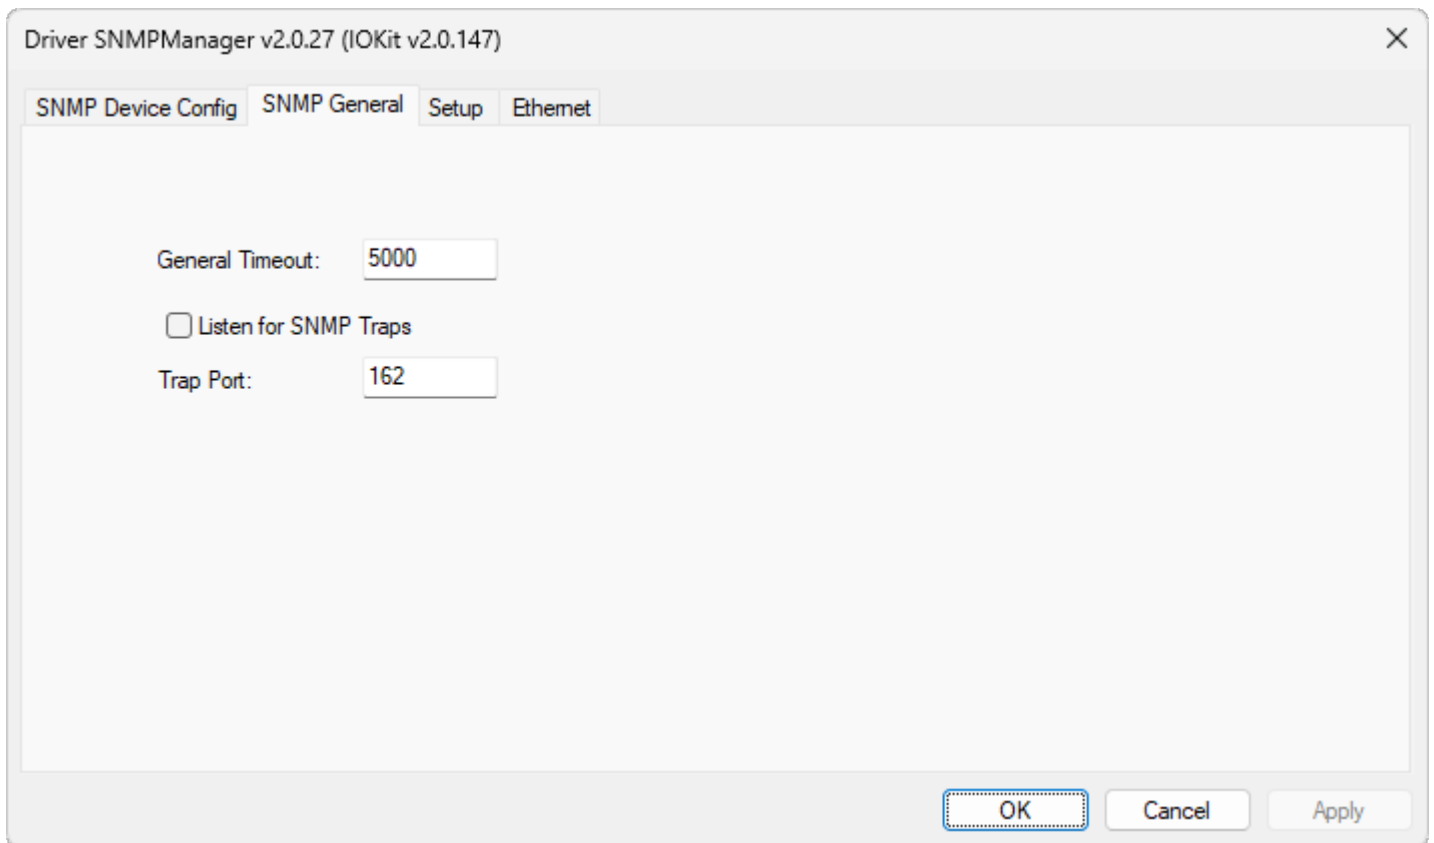 Driver SNMPManager v2.0.27 (IOKit v2.0.147)
SNMP Device Config SNMP General Setup Ethernet
General Timeout: 5000
Listen for SNMP Traps
Trap Port: 162
OK Cancel Apply